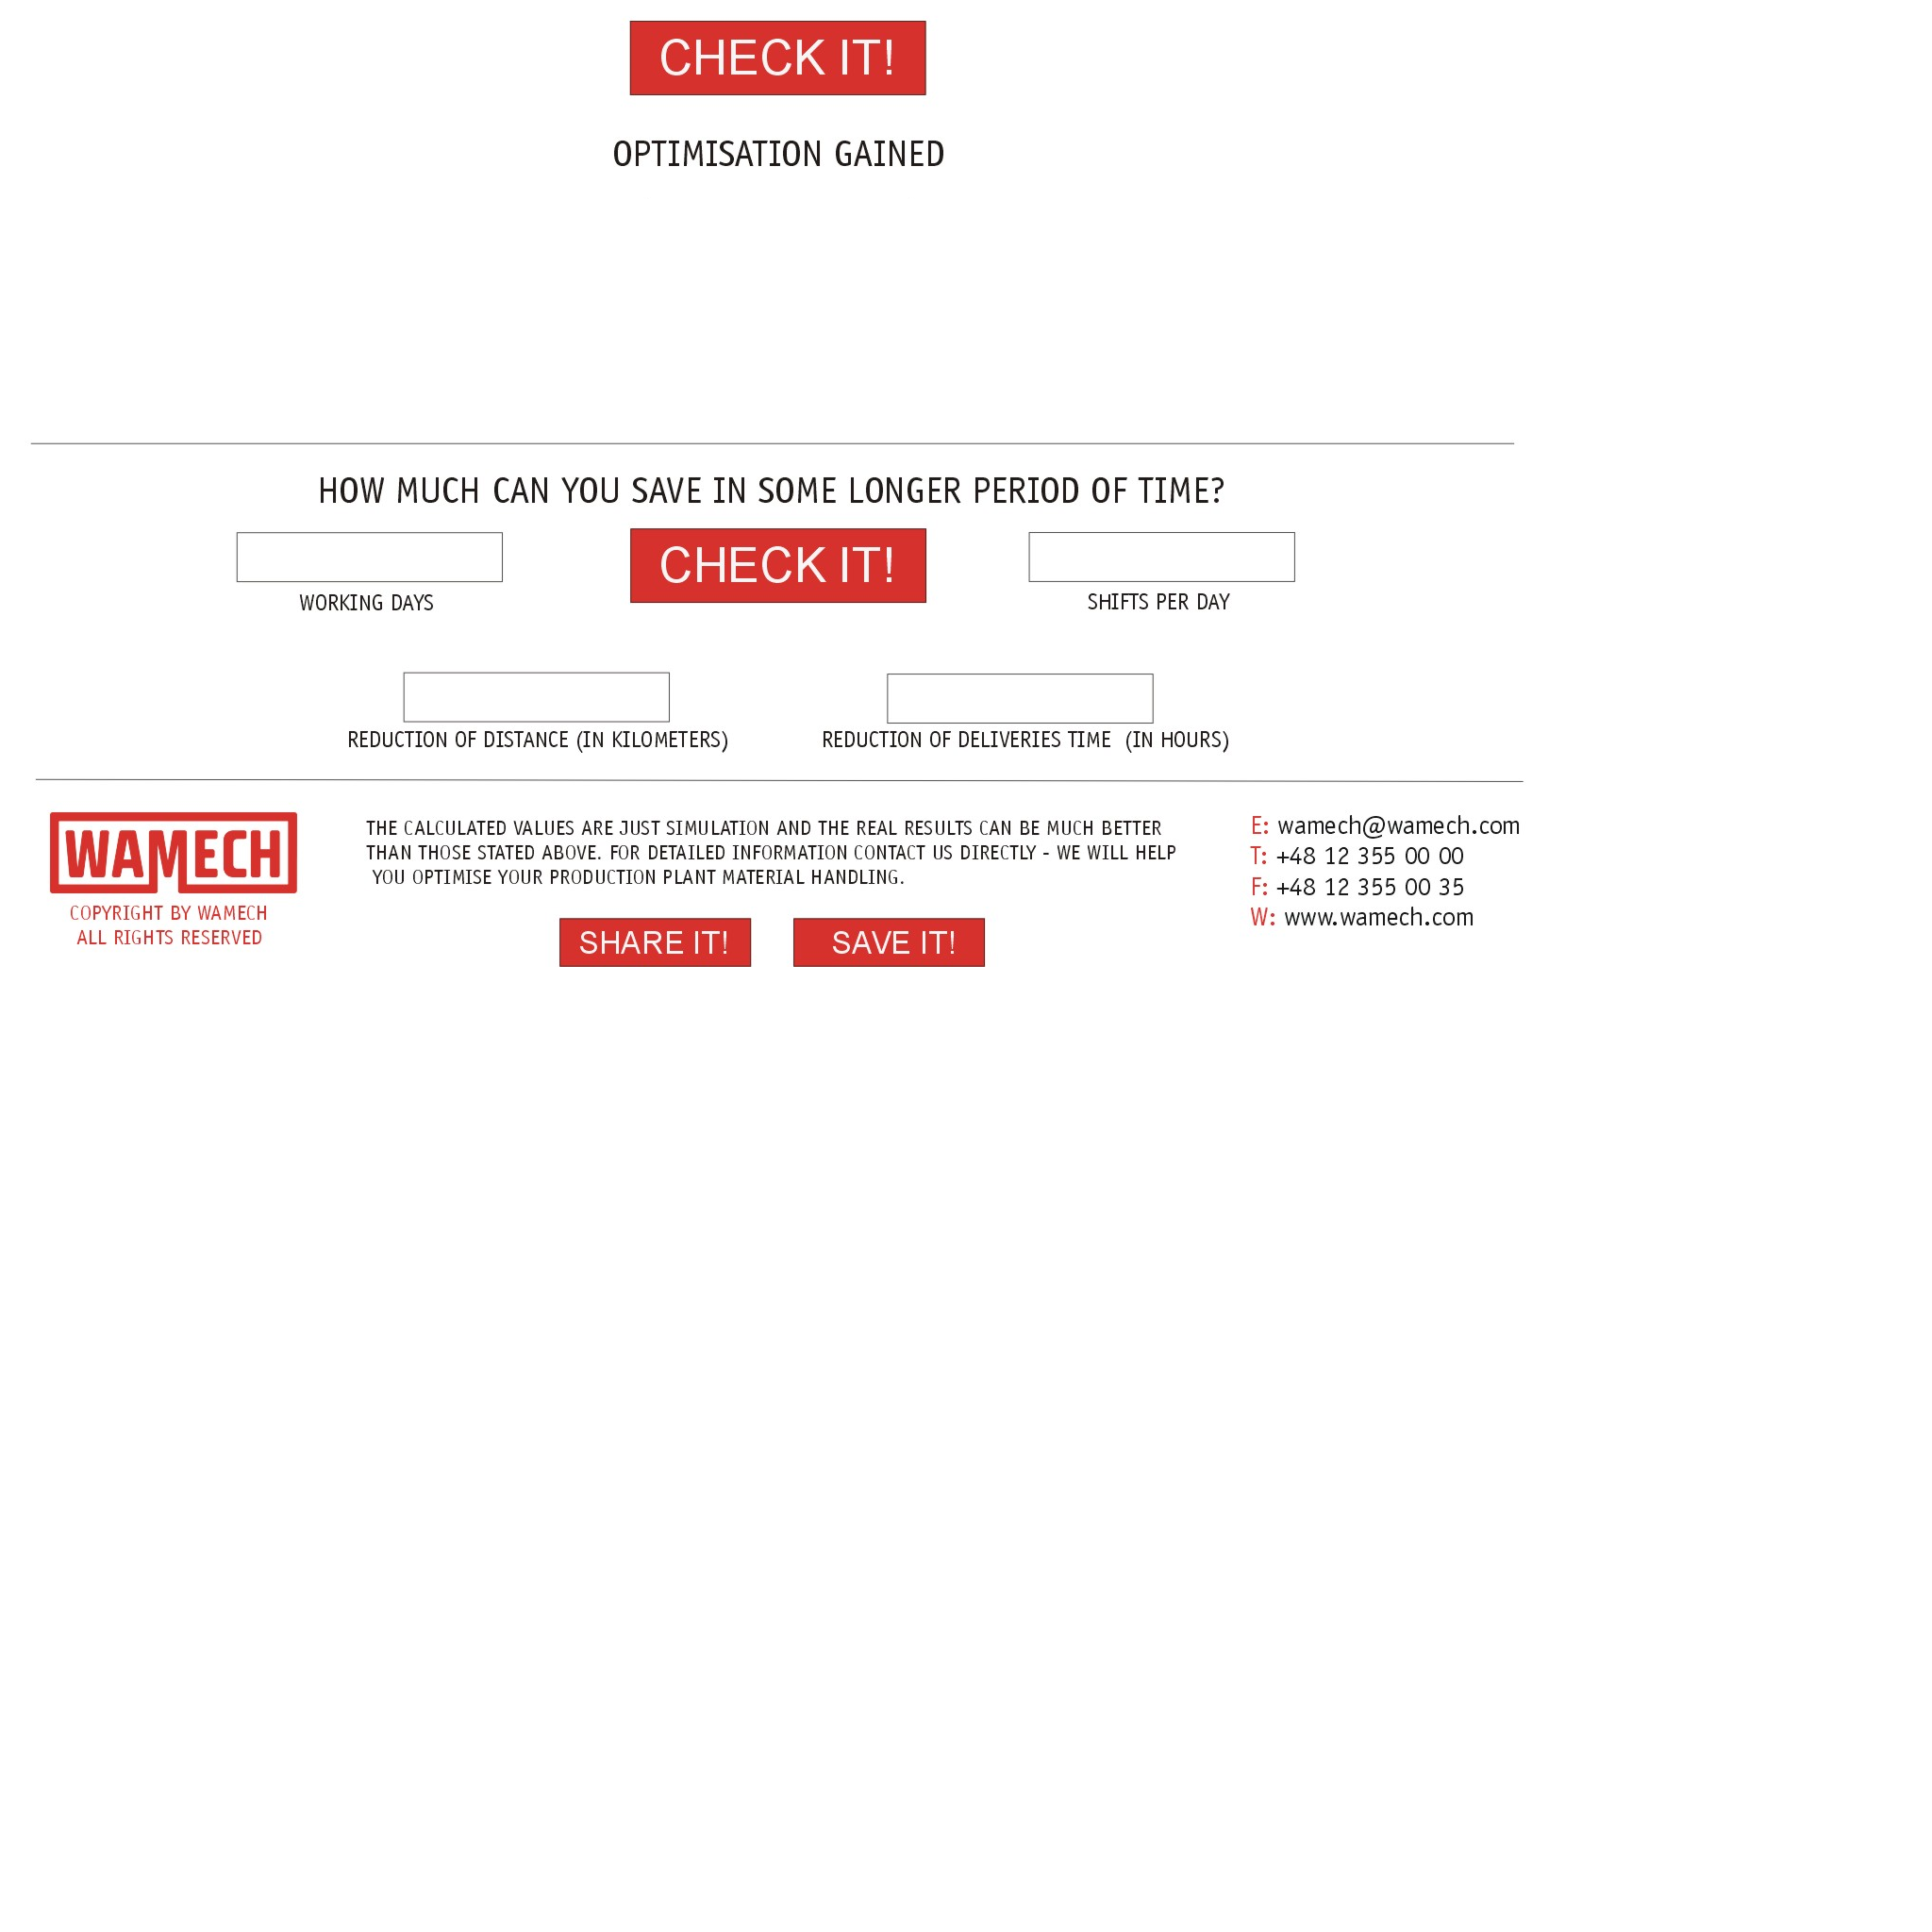 CHECK IT!
OPTIMISATION GAINED
HOW MUCH CAN YOU SAVE IN SOME LONGER PERIOD OF TIME?
CHECK IT!
WORKING DAYS
SHIFTS PER DAY
REDUCTION OF DISTANCE (IN KILOMETERS)
REDUCTION OF DELIVERIES TIME (IN HOURS)
WAMECH
COPYRIGHT BY WAMECH
ALL RIGHTS RESERVED
THE CALCULATED VALUES ARE JUST SIMULATION AND THE REAL RESULTS CAN BE MUCH BETTER
THAN THOSE STATED ABOVE. FOR DETAILED INFORMATION CONTACT US DIRECTLY - WE WILL HELP
YOU OPTIMISE YOUR PRODUCTION PLANT MATERIAL HANDLING.
SHARE IT!
SAVE IT!
E: wamech@wamech.com
T: +48 12 355 00 00
F: +48 12 355 00 35
W: www.wamech.com